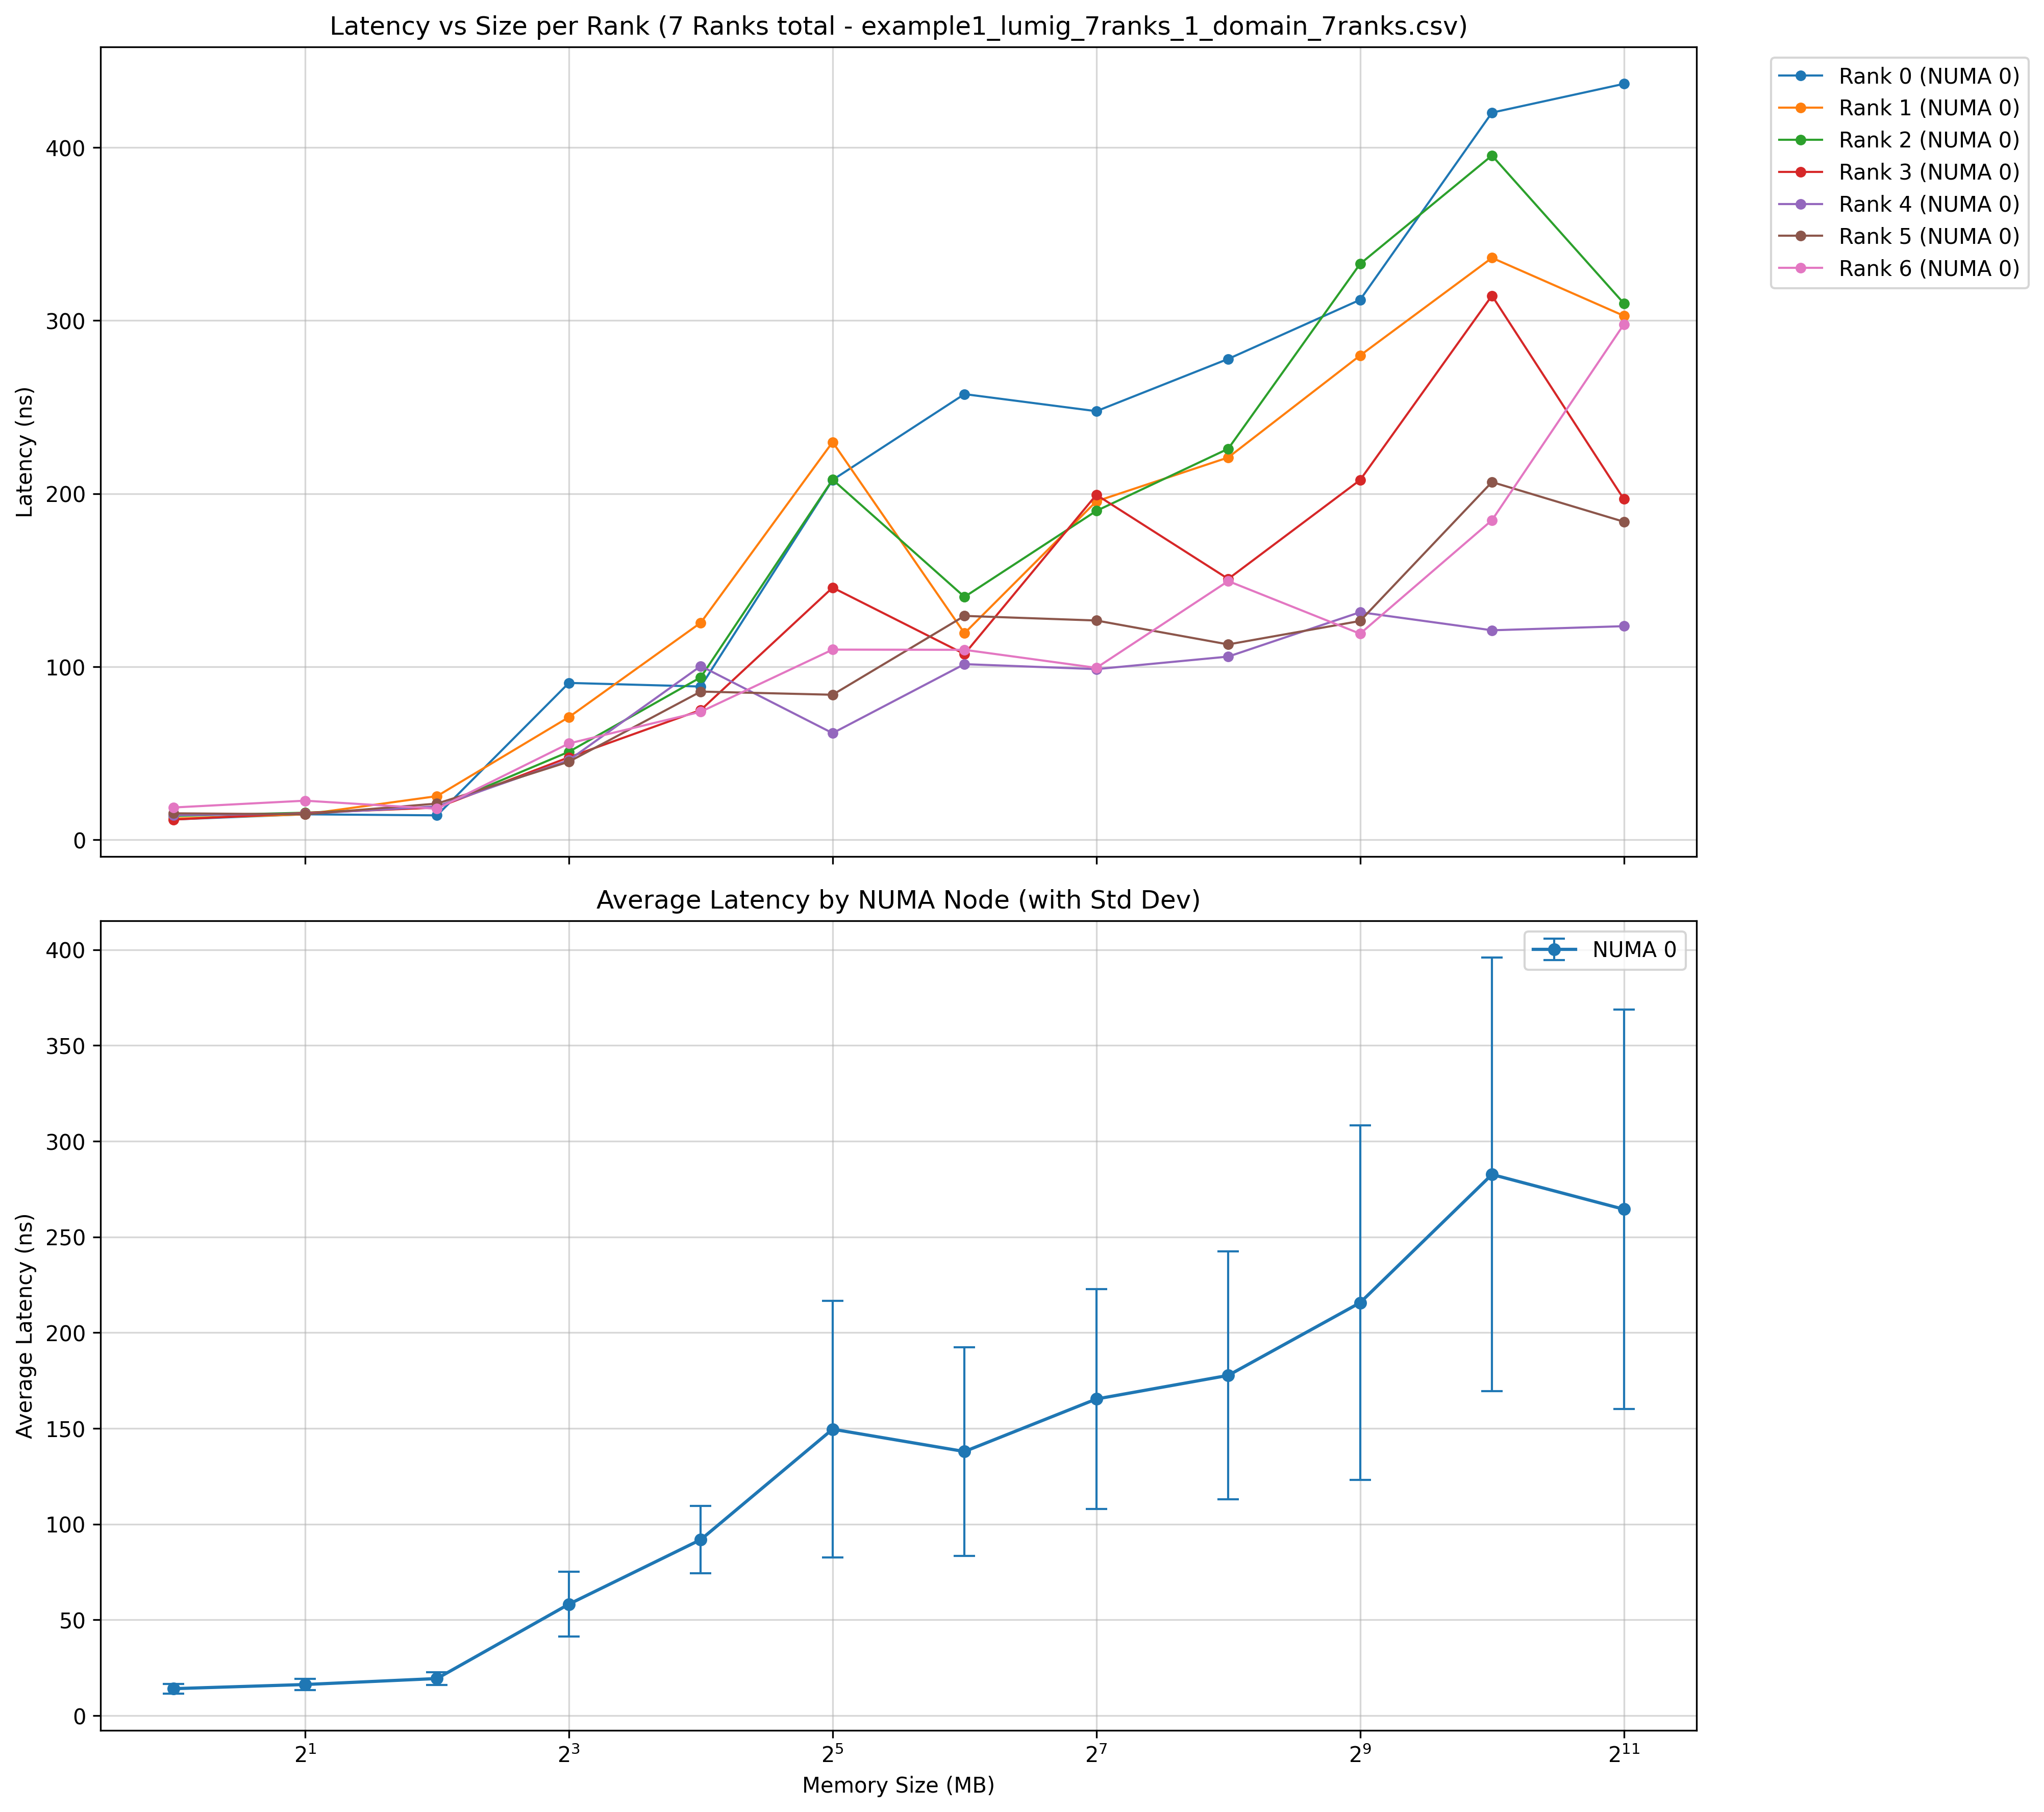 Latency vs Size per Rank (7 Ranks total - example1_lumig_7ranks_1_domain_7ranks.csv)
Latency (ns)
400
300
200
100
0
Rank 0 (NUMA 0)
Rank 1 (NUMA 0)
Rank 2 (NUMA 0)
Rank 3 (NUMA 0)
Rank 4 (NUMA 0)
Rank 5 (NUMA 0)
Rank 6 (NUMA 0)
Average Latency by NUMA Node (with Std Dev)
Average Latency (ns)
400
350
300
250
200
150
100
50
0
NUMA 0
2¹ 2³ 2⁵ 2⁷ 2⁹ 2¹¹
Memory Size (MB)